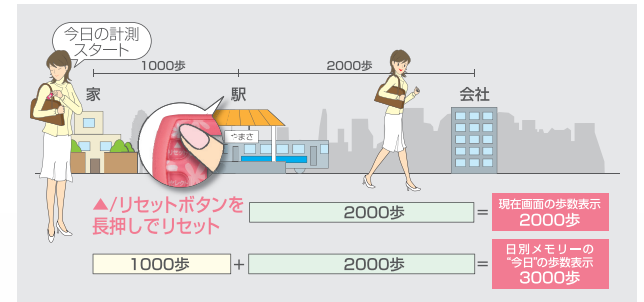 今日の計測
スタート
1000歩
2000歩
家
駅
会社
やまさ
▲/リセットボタンを
長押しでリセット
2000歩
=
現在画面の歩数表示
2000歩
1000歩
+
2000歩
=
日別メモリーの
“今日”の歩数表示
3000歩